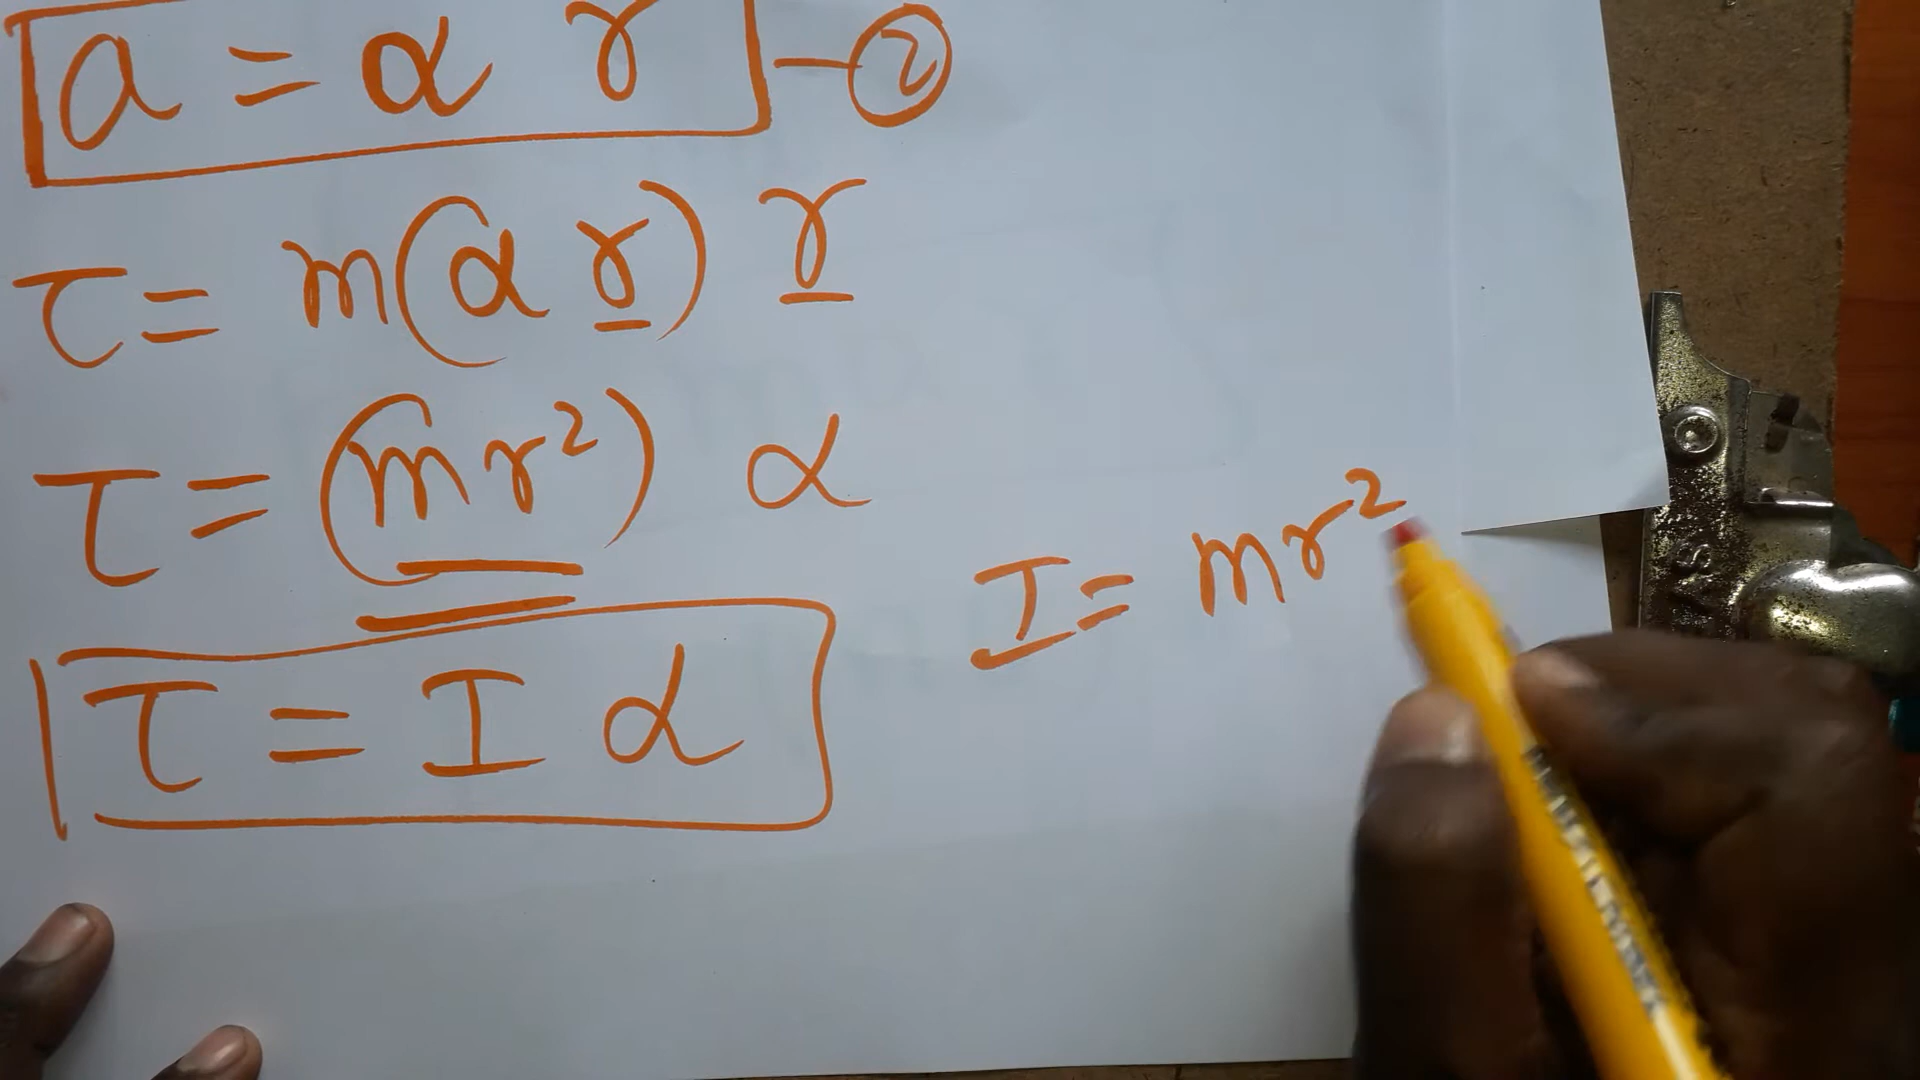 a = α r —②
τ = m(α r) r
τ = (mr²) α
I = mr²
τ = I α